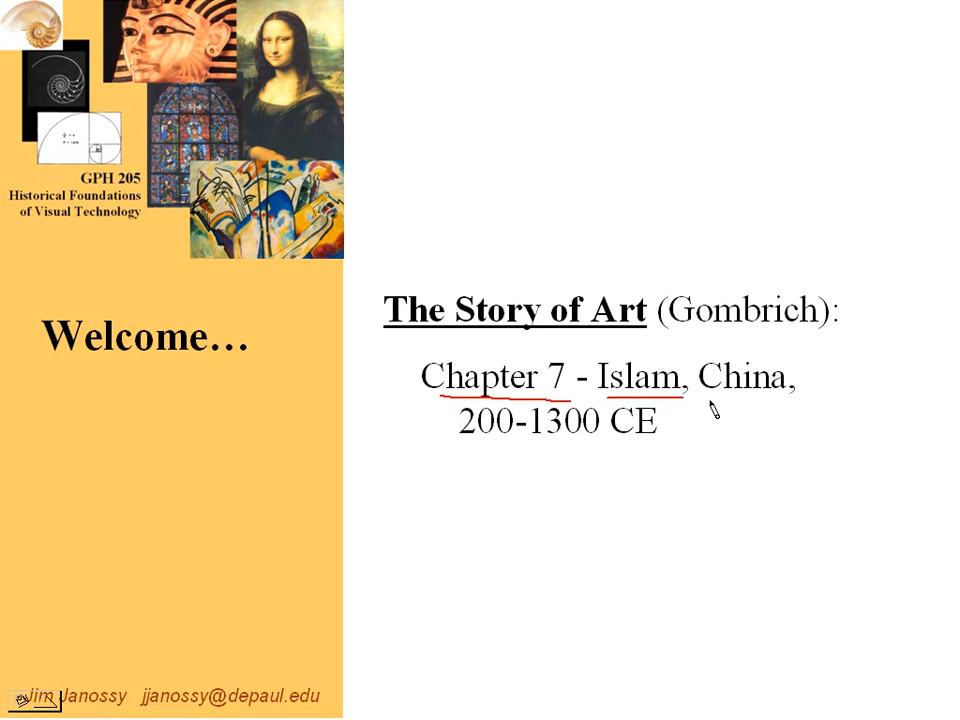 GPH 205
Historical Foundations
of Visual Technology
Welcome…
The Story of Art (Gombrich):
Chapter 7 - Islam, China,
200-1300 CE
Jim Janossy jjanossy@depaul.edu